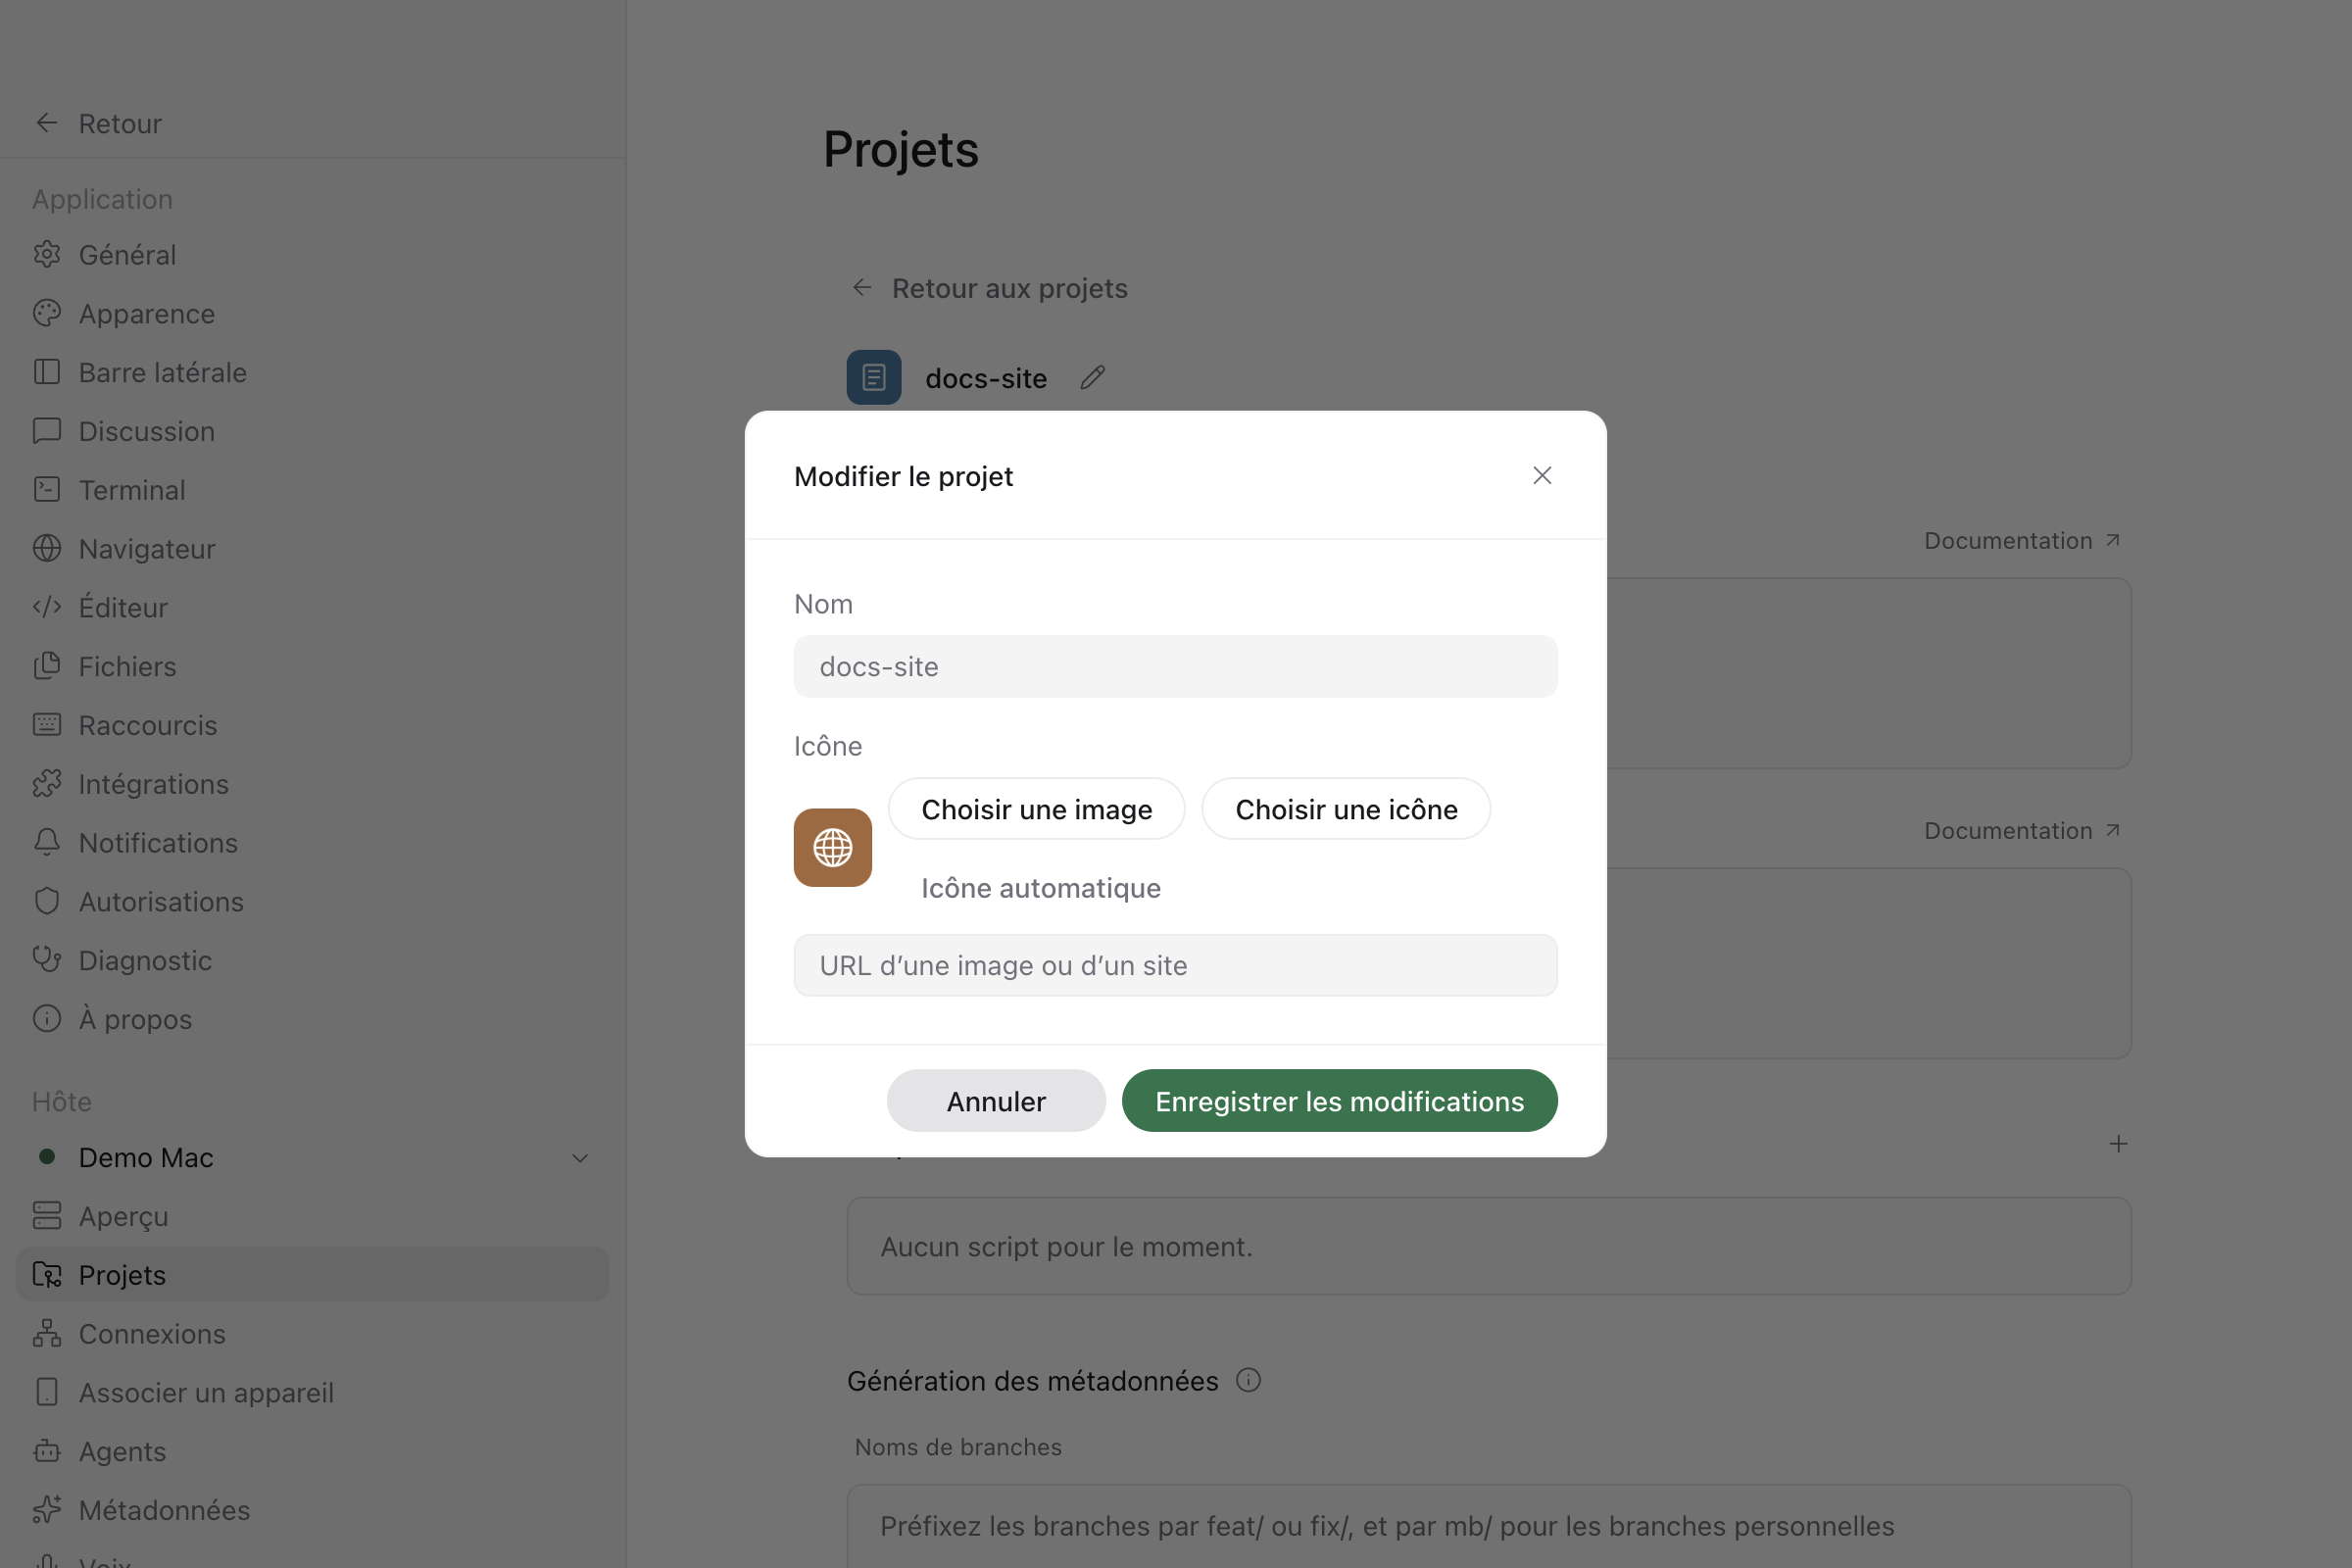 Retour
Application
Général
Apparence
Barre latérale
Discussion
Terminal
Navigateur
Éditeur
Fichiers
Raccourcis
Intégrations
Notifications
Autorisations
Diagnostic
À propos
Hôte
Demo Mac
Aperçu
Projets
Connexions
Associer un appareil
Agents
Métadonnées
Voix
Projets
Retour aux projets
docs-site
Documentation
Documentation
Modifier le projet
Nom
docs-site
Icône
Choisir une image
Choisir une icône
Icône automatique
URL d’une image ou d’un site
Annuler
Enregistrer les modifications
Aucun script pour le moment.
Génération des métadonnées
Noms de branches
Préfixez les branches par feat/ ou fix/, et par mb/ pour les branches personnelles